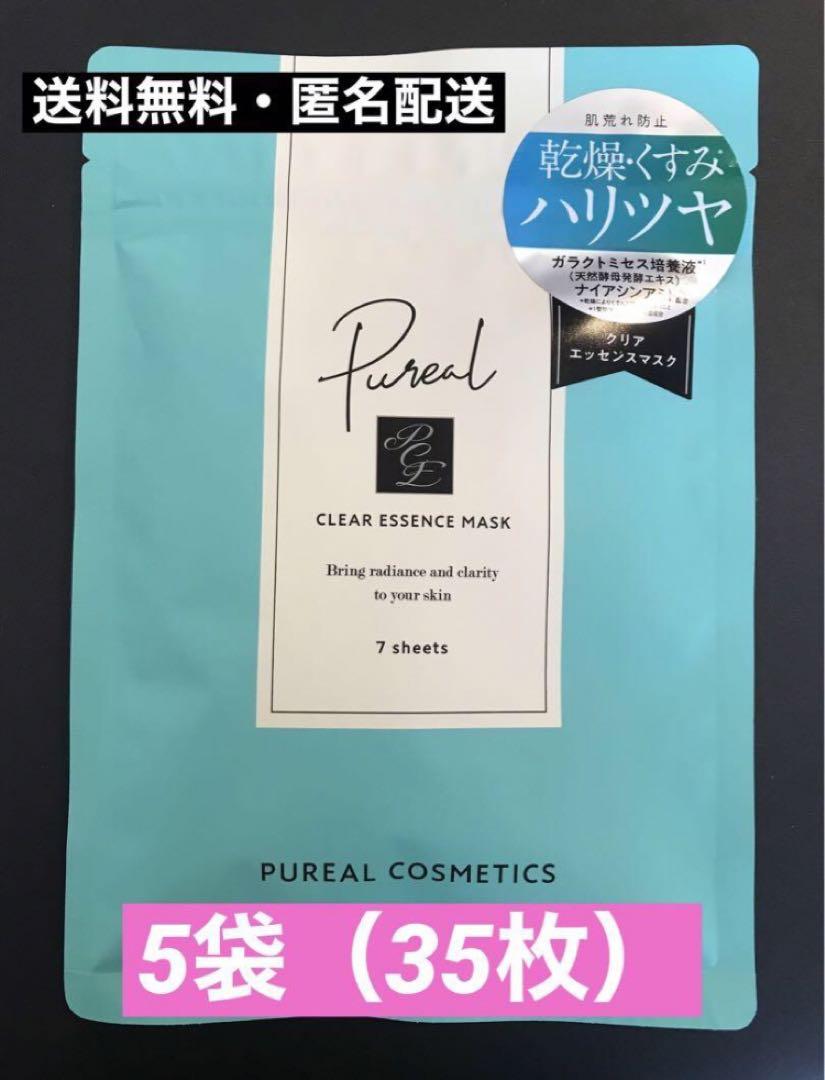 送料無料・匿名配送
肌荒れ防止
乾燥・くすみ
ハリツヤ
ガラクトミセス培養液*1
(天然酵母発酵エキス)
ナイアシンアミ
クリア
エッセンスマスク
Pureal
PCE
CLEAR ESSENCE MASK
Bring radiance and clarity
to your skin
7 sheets
PUREAL COSMETICS
5袋（35枚）